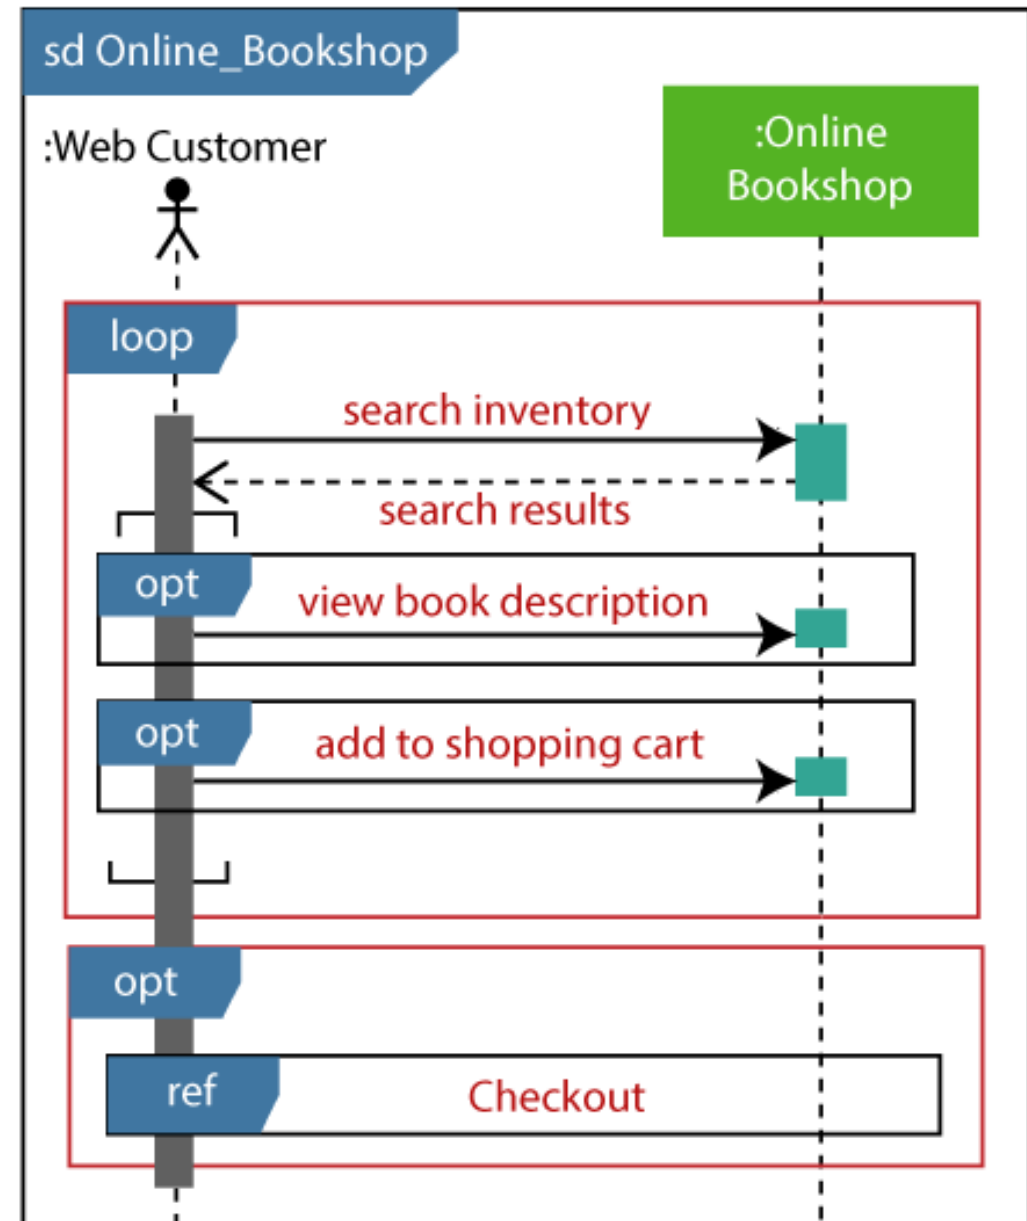 sd Online_Bookshop
:Web Customer
:Online
Bookshop
loop
search inventory
search results
opt
view book description
opt
add to shopping cart
opt
ref
Checkout